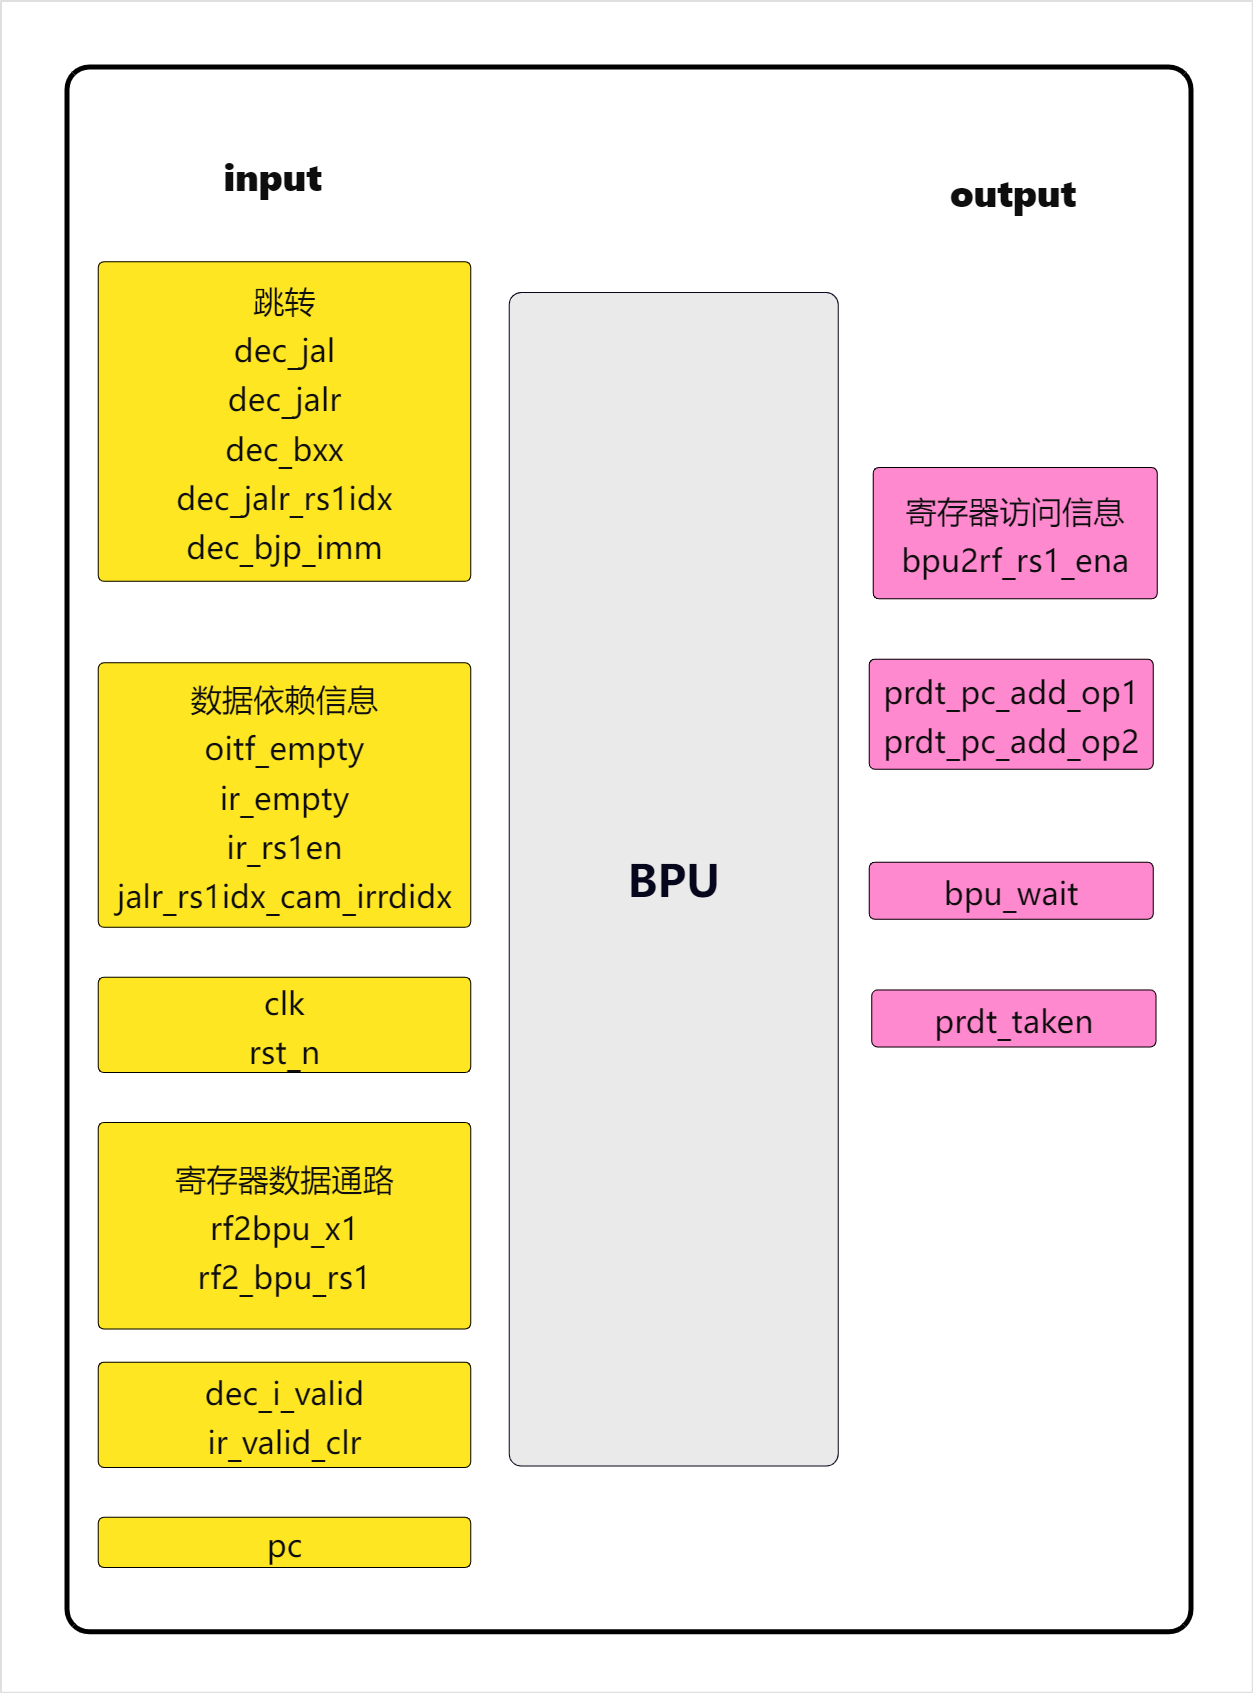 input
跳转
dec_jal
dec_jalr
dec_bxx
dec_jalr_rs1idx
dec_bjp_imm
数据依赖信息
oitf_empty
ir_empty
ir_rs1en
jalr_rs1idx_cam_irrdidx
clk
rst_n
寄存器数据通路
rf2bpu_x1
rf2_bpu_rs1
dec_i_valid
ir_valid_clr
pc
BPU
output
寄存器访问信息
bpu2rf_rs1_ena
prdt_pc_add_op1
prdt_pc_add_op2
bpu_wait
prdt_taken